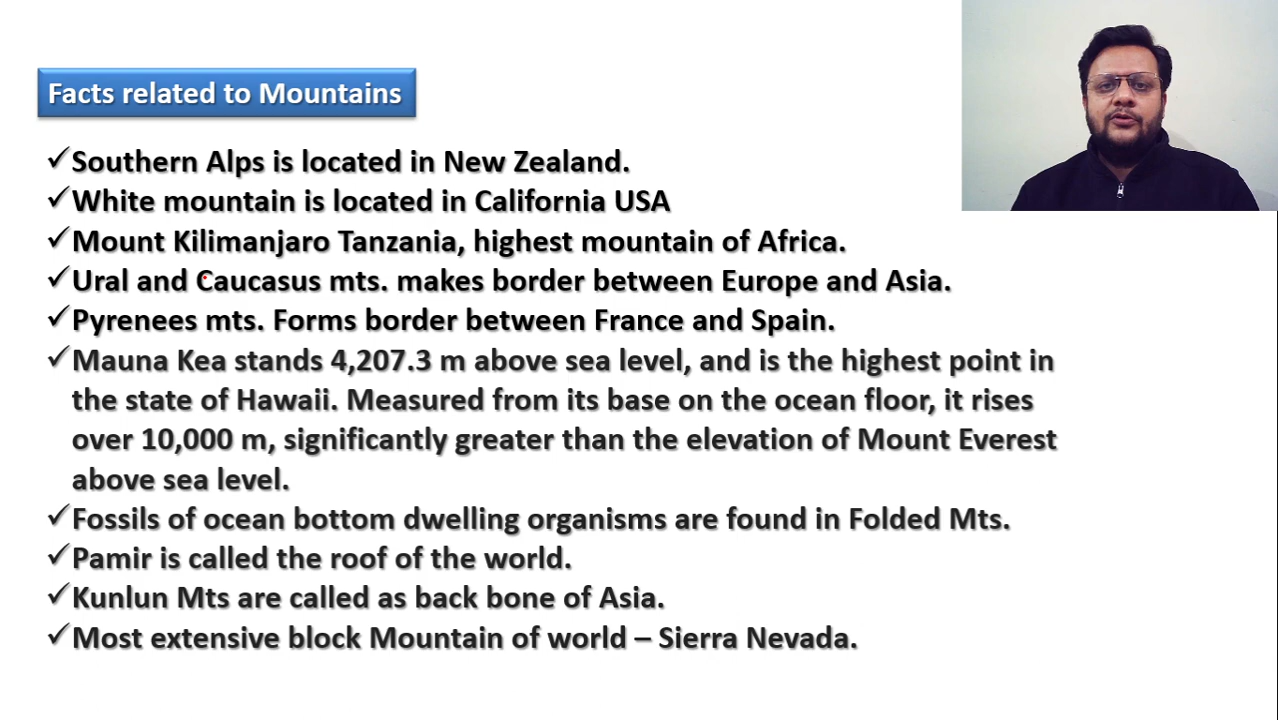 Facts related to Mountains
✓Southern Alps is located in New Zealand.
✓White mountain is located in California USA
✓Mount Kilimanjaro Tanzania, highest mountain of Africa.
✓Ural and Caucasus mts. makes border between Europe and Asia.
✓Pyrenees mts. Forms border between France and Spain.
✓Mauna Kea stands 4,207.3 m above sea level, and is the highest point in
the state of Hawaii. Measured from its base on the ocean floor, it rises
over 10,000 m, significantly greater than the elevation of Mount Everest
above sea level.
✓Fossils of ocean bottom dwelling organisms are found in Folded Mts.
✓Pamir is called the roof of the world.
✓Kunlun Mts are called as back bone of Asia.
✓Most extensive block Mountain of world – Sierra Nevada.